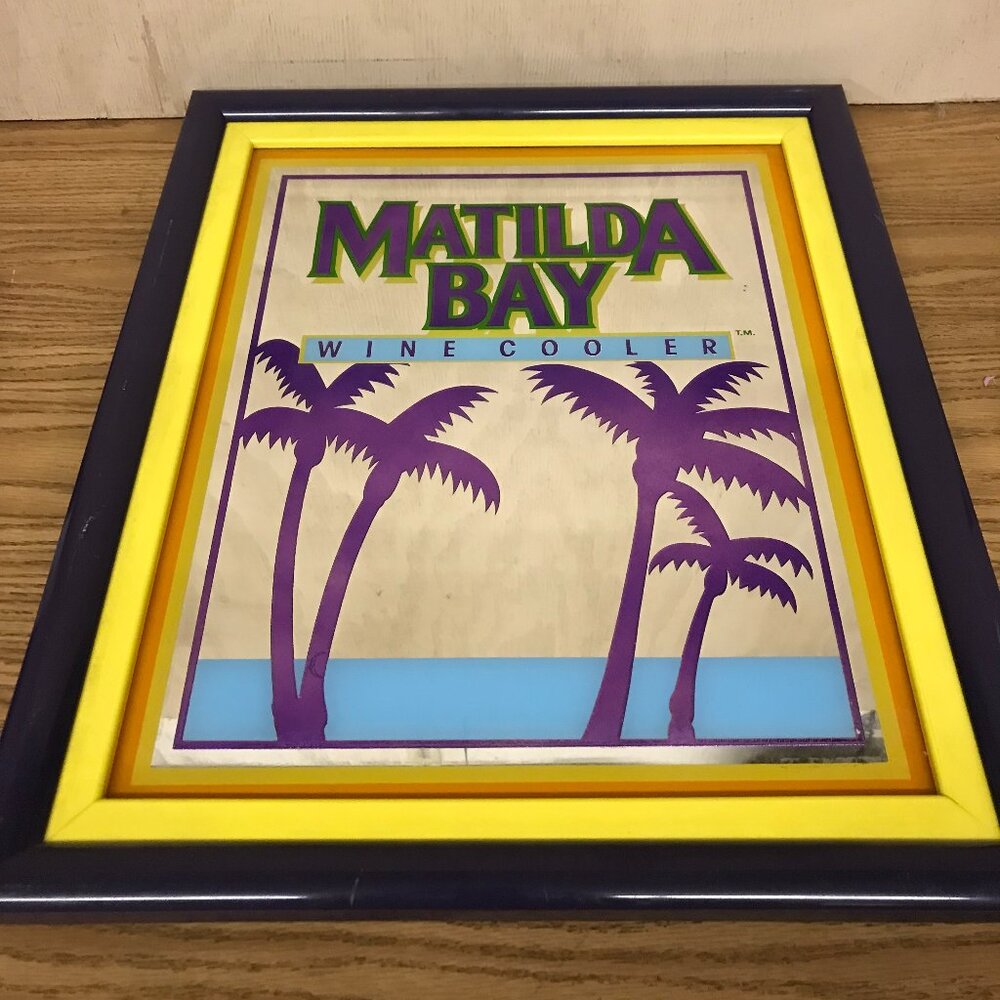 MATILDA
BAY
T.M.
WINE COOLER